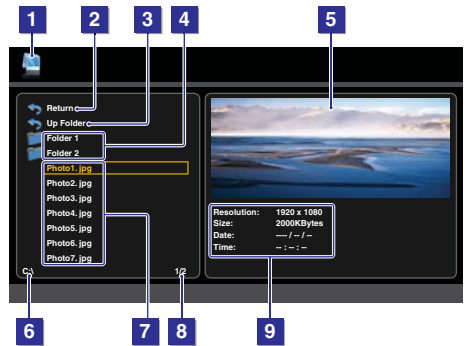 1 2 3 4 5
Return
Up Folder
Folder 1
Folder 2
Photo1. jpg
Photo2. jpg
Photo3. jpg
Photo4. jpg
Photo5. jpg
Photo6. jpg
Photo7. jpg
C:\ 1/2
Resolution: 1920 x 1080
Size: 2000KBytes
Date: ---- / -- / --
Time: -- : -- : --
6 7 8 9